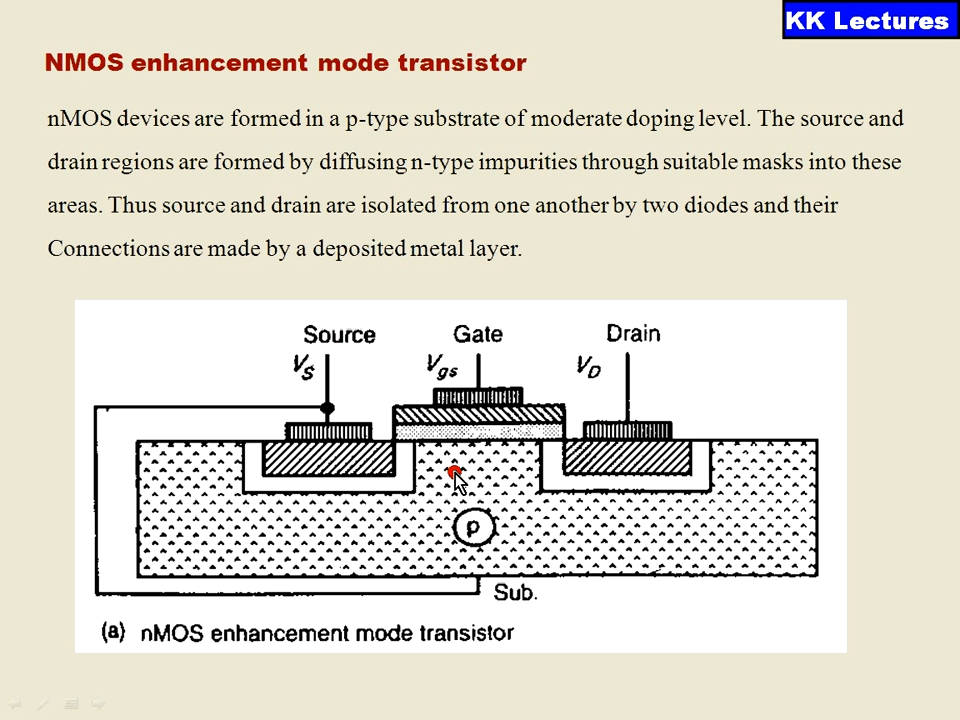 KK Lectures
NMOS enhancement mode transistor
nMOS devices are formed in a p-type substrate of moderate doping level. The source and
drain regions are formed by diffusing n-type impurities through suitable masks into these
areas. Thus source and drain are isolated from one another by two diodes and their
Connections are made by a deposited metal layer.
Source Gate Drain
VS Vgs VD
p
Sub.
(a) nMOS enhancement mode transistor